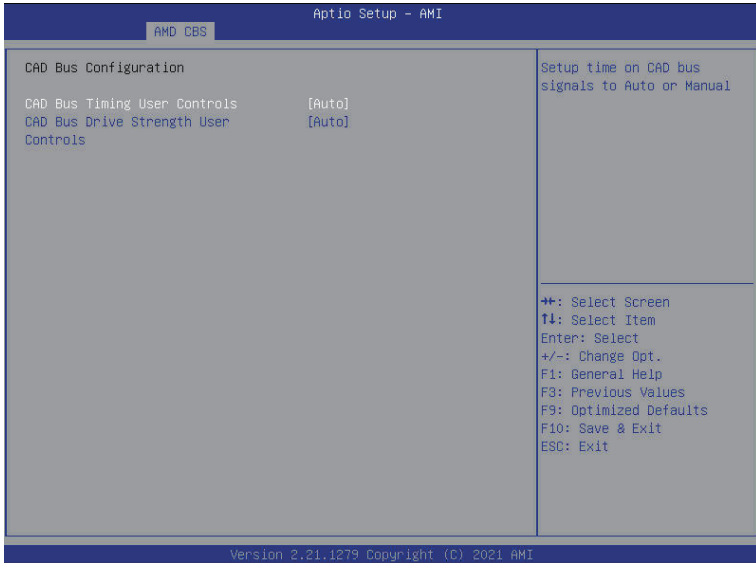 Aptio Setup – AMI
AMD CBS
CAD Bus Configuration
CAD Bus Timing User Controls [Auto]
CAD Bus Drive Strength User [Auto]
Controls
Setup time on CAD bus
signals to Auto or Manual
→←: Select Screen
↑↓: Select Item
Enter: Select
+/-: Change Opt.
F1: General Help
F3: Previous Values
F9: Optimized Defaults
F10: Save & Exit
ESC: Exit
Version 2.21.1279 Copyright (C) 2021 AMI